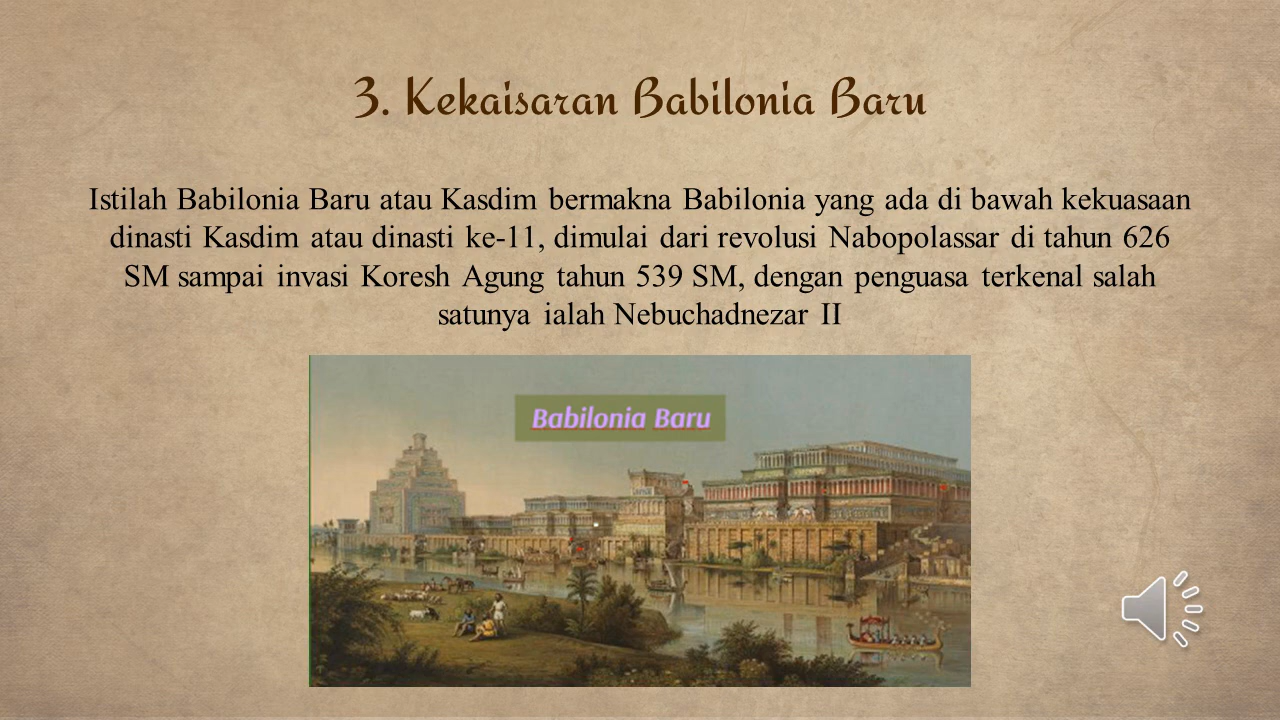 3. Kekaisaran Babilonia Baru
Istilah Babilonia Baru atau Kasdim bermakna Babilonia yang ada di bawah kekuasaan
dinasti Kasdim atau dinasti ke-11, dimulai dari revolusi Nabopolassar di tahun 626
SM sampai invasi Koresh Agung tahun 539 SM, dengan penguasa terkenal salah
satunya ialah Nebuchadnezar II
Babilonia Baru